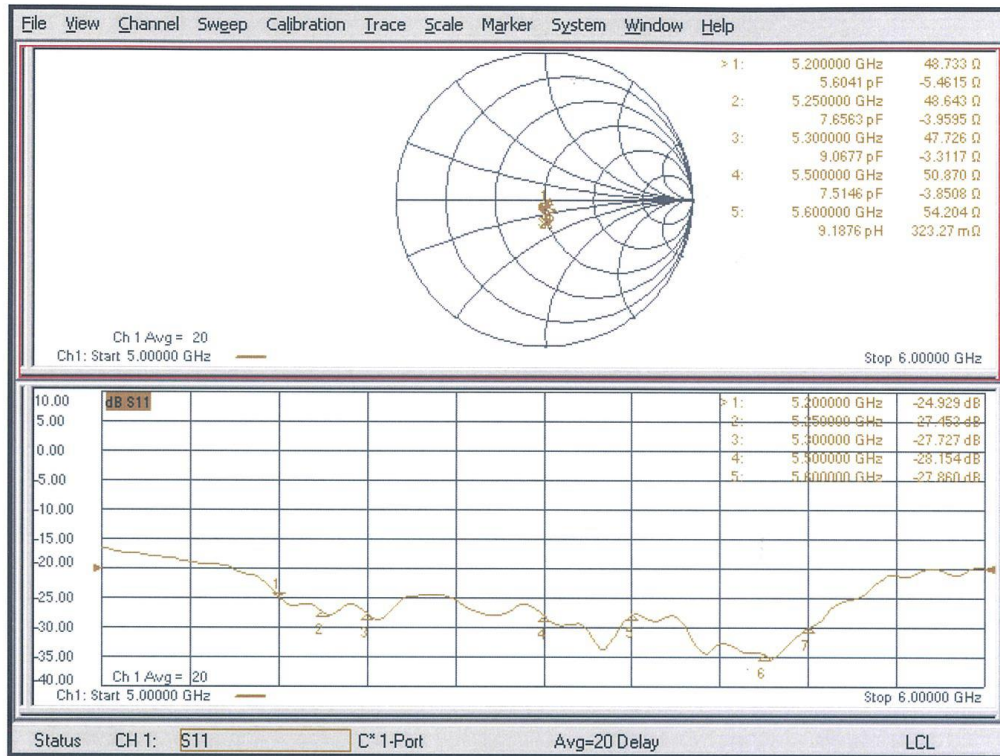 File View Channel Sweep Calibration Trace Scale Marker System Window Help
> 1: 5.200000 GHz 48.733 Ω
5.6041 pF -5.4615 Ω
2: 5.250000 GHz 48.643 Ω
7.6563 pF -3.9595 Ω
3: 5.300000 GHz 47.726 Ω
9.0677 pF -3.3117 Ω
4: 5.500000 GHz 50.870 Ω
7.5146 pF -3.8508 Ω
5: 5.600000 GHz 54.204 Ω
9.1876 pH 323.27 mΩ
1
Ch 1 Avg = 20
Ch1: Start 5.00000 GHz
Stop 6.00000 GHz
10.00
5.00
0.00
-5.00
-10.00
-15.00
-20.00
-25.00
-30.00
-35.00
-40.00
dB S11
> 1: 5.200000 GHz -24.929 dB
2: 5.250000 GHz -27.453 dB
3: 5.300000 GHz -27.727 dB
4: 5.500000 GHz -28.154 dB
5: 5.600000 GHz -27.860 dB
1
2
3
4
5
6
7
Ch 1 Avg = 20
Ch1: Start 5.00000 GHz
Stop 6.00000 GHz
Status CH 1: S11 C* 1-Port Avg=20 Delay LCL